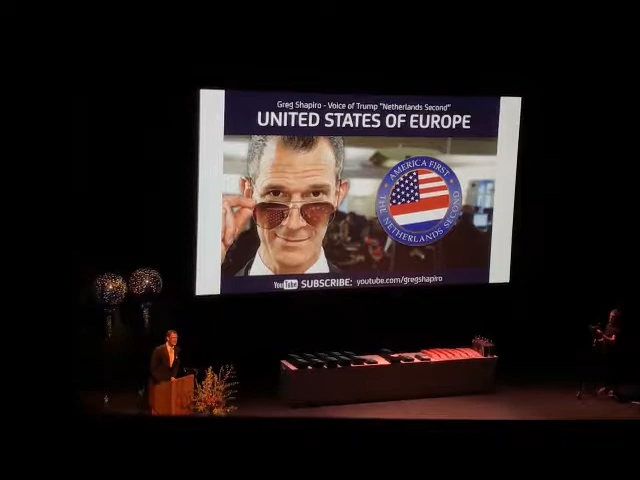 Greg Shapiro - Voice of Trump "Netherlands Second"
UNITED STATES OF EUROPE
AMERICA FIRST
THE NETHERLANDS SECOND
YouTube SUBSCRIBE: youtube.com/gregshapiro